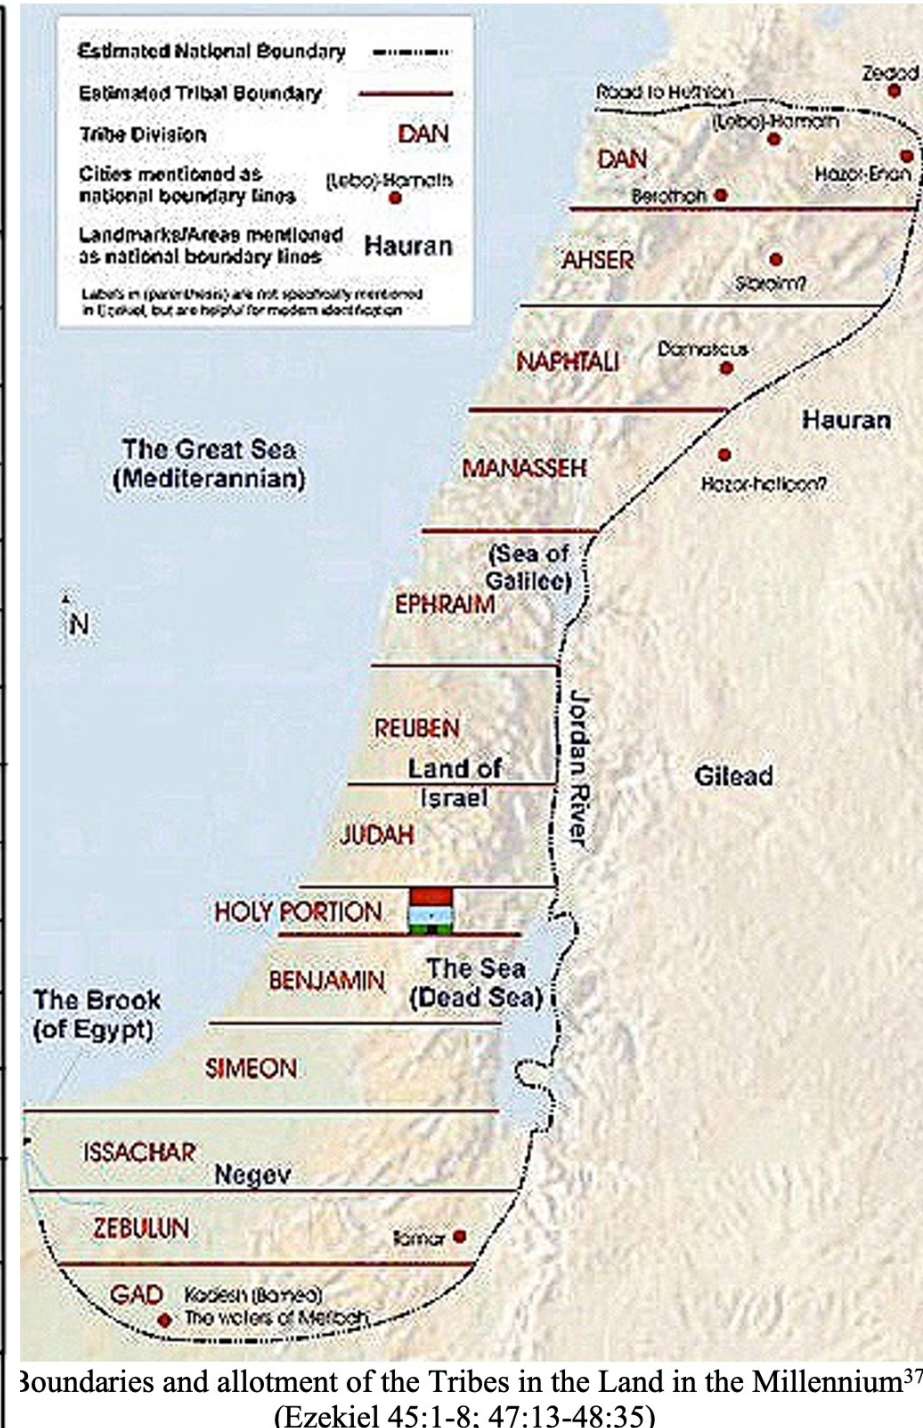 Estimated National Boundary
Estimated Tribal Boundary
Tribe Division
DAN
Cities mentioned as
national boundary lines
(Lebo)-Hamath
Landmarks/Areas mentioned
as national boundary lines
Hauran
Labels in (parenthesis) are not specifically mentioned
in Ezekiel, but are helpful for modern identification
Zedad
Road to Hethlon
(Lebo)-Hamath
DAN
Hazor-Enan
Berothah
AHSER
Sibraim?
NAPHTALI
Damascus
Hauran
The Great Sea
(Mediterannian)
MANASSEH
Hazor-hatticon?
(Sea of
Galilee)
EPHRAIM
N
REUBEN
Jordan River
Land of
Israel
Gilead
JUDAH
HOLY PORTION
BENJAMIN
The Sea
(Dead Sea)
The Brook
(of Egypt)
SIMEON
ISSACHAR
Negev
ZEBULUN
Tamar
GAD
Kadesh (Barnea)
The waters of Meribah
Boundaries and allotment of the Tribes in the Land in the Millennium37
(Ezekiel 45:1-8; 47:13-48:35)